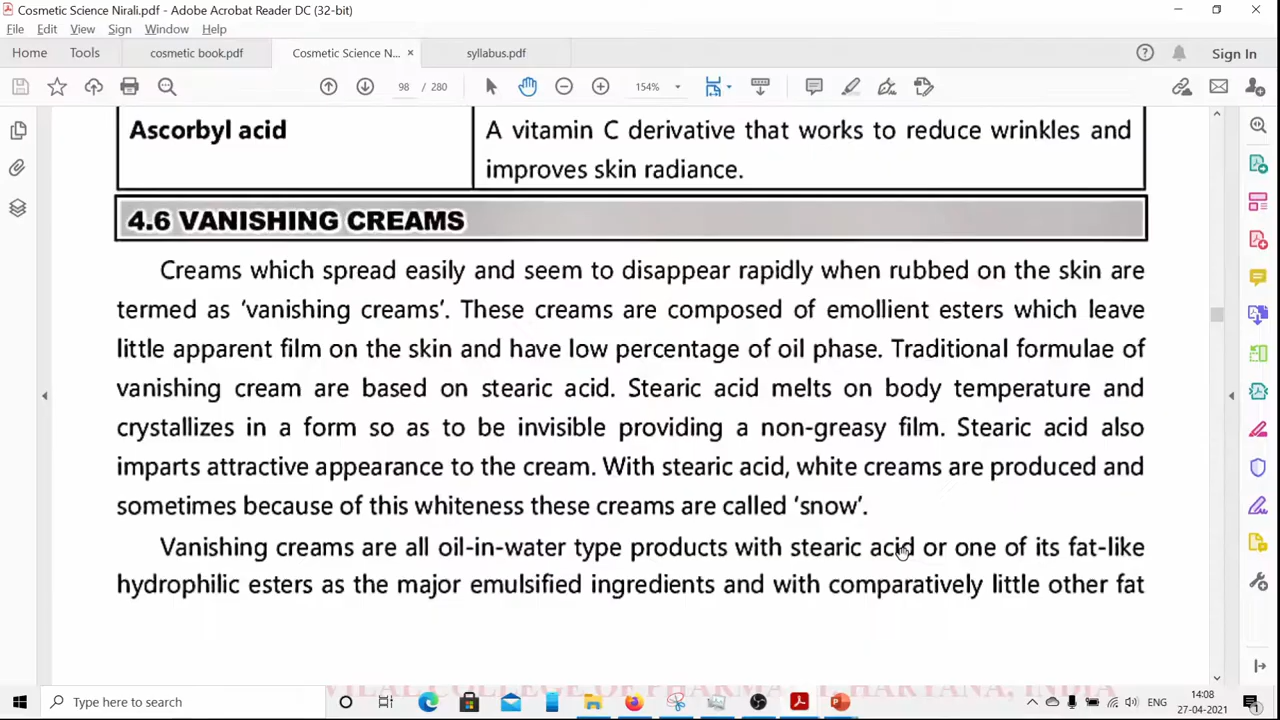 Cosmetic Science Nirali.pdf - Adobe Acrobat Reader DC (32-bit)
File Edit View Sign Window Help
Home Tools cosmetic book.pdf Cosmetic Science N... × syllabus.pdf Sign In
98 / 280 154%
Ascorbyl acid A vitamin C derivative that works to reduce wrinkles and
improves skin radiance.
4.6 VANISHING CREAMS
Creams which spread easily and seem to disappear rapidly when rubbed on the skin are
termed as ‘vanishing creams’. These creams are composed of emollient esters which leave
little apparent film on the skin and have low percentage of oil phase. Traditional formulae of
vanishing cream are based on stearic acid. Stearic acid melts on body temperature and
crystallizes in a form so as to be invisible providing a non-greasy film. Stearic acid also
imparts attractive appearance to the cream. With stearic acid, white creams are produced and
sometimes because of this whiteness these creams are called ‘snow’.
Vanishing creams are all oil-in-water type products with stearic acid or one of its fat-like
hydrophilic esters as the major emulsified ingredients and with comparatively little other fat
Type here to search
ENG
14:08
27-04-2021